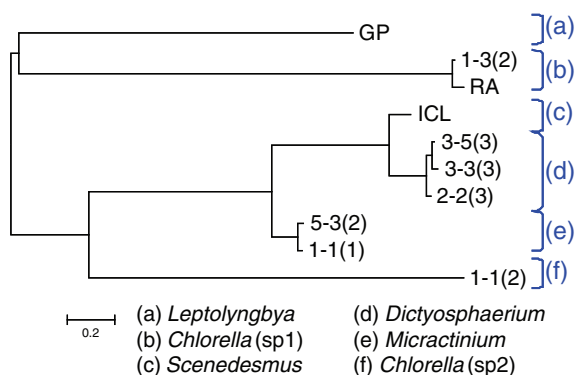 GP (a)
1-3(2) (b)
RA
ICL (c)
3-5(3)
3-3(3) (d)
2-2(3)
5-3(2) (e)
1-1(1)
1-1(2) (f)
0.2
(a) Leptolyngbya (d) Dictyosphaerium
(b) Chlorella (sp1) (e) Micractinium
(c) Scenedesmus (f) Chlorella (sp2)